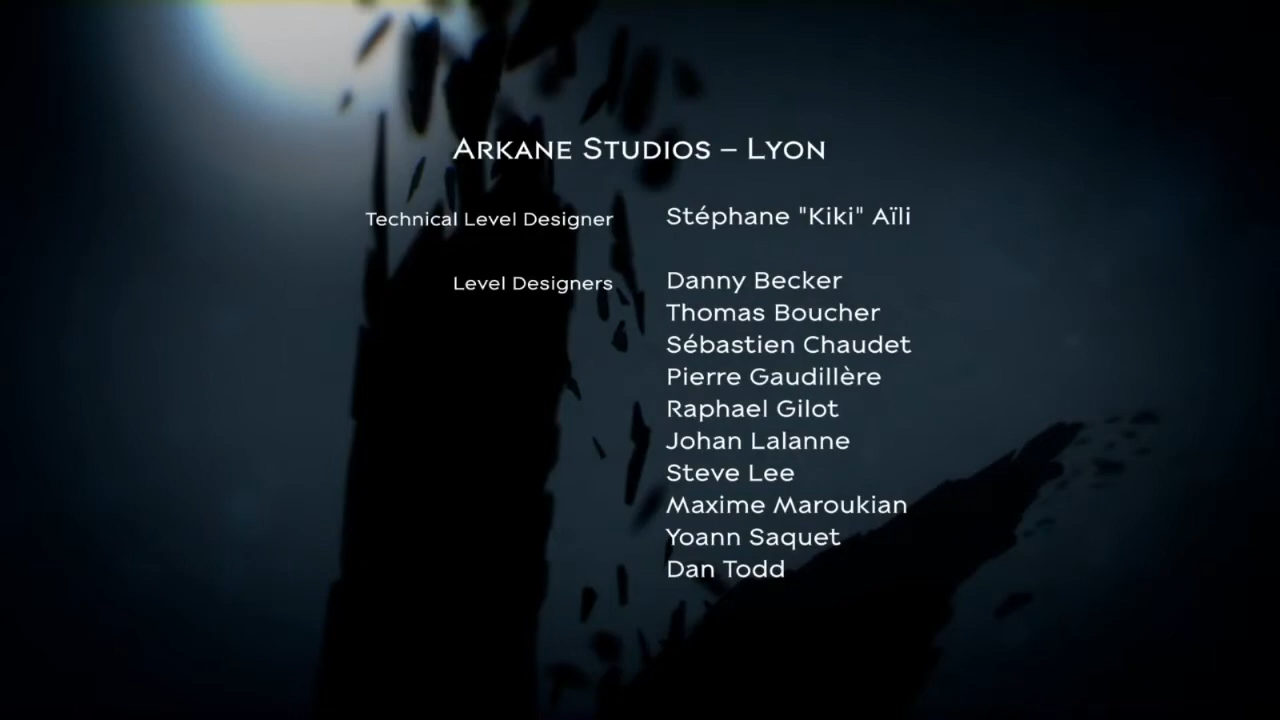 Arkane Studios – Lyon
Technical Level Designer Stéphane "Kiki" Aïli
Level Designers Danny Becker
Thomas Boucher
Sébastien Chaudet
Pierre Gaudillère
Raphael Gilot
Johan Lalanne
Steve Lee
Maxime Maroukian
Yoann Saquet
Dan Todd